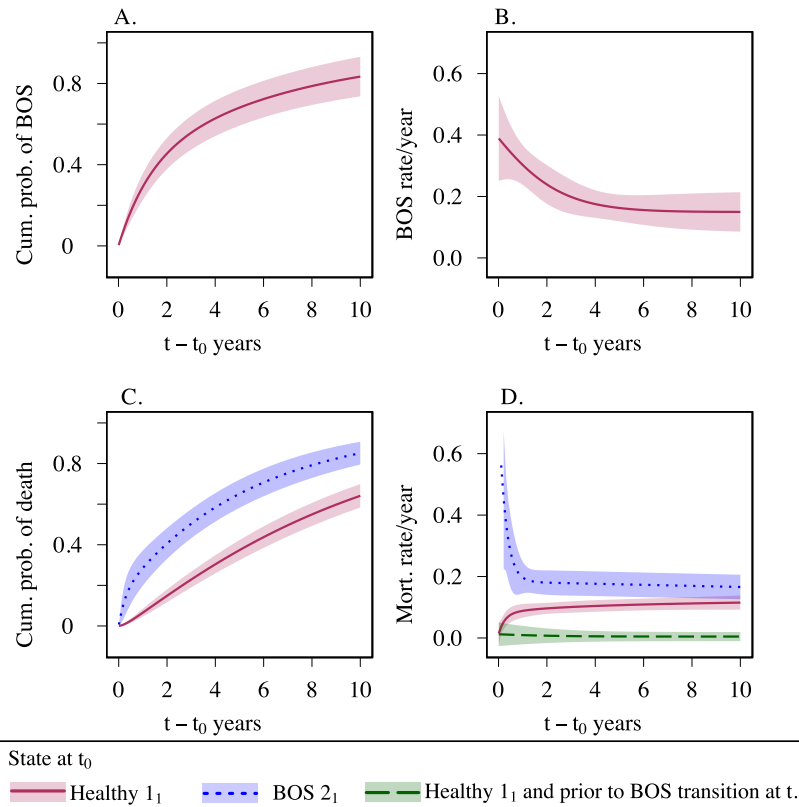 A.
Cum. prob. of BOS
0.8
0.4
0
0 2 4 6 8 10
t – t₀ years
B.
BOS rate/year
0.6
0.4
0.2
0.0
0 2 4 6 8 10
t – t₀ years
C.
Cum. prob. of death
0.8
0.4
0
0 2 4 6 8 10
t – t₀ years
D.
Mort. rate/year
0.6
0.4
0.2
0.0
0 2 4 6 8 10
t – t₀ years
State at t₀
Healthy 1₁ BOS 2₁ Healthy 1₁ and prior to BOS transition at t.